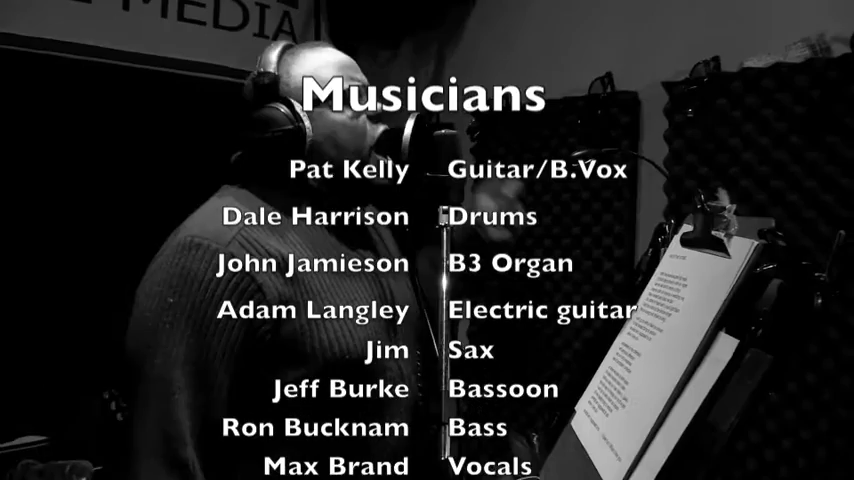 MEDIA
Musicians
Pat Kelly Guitar/B.Vox
Dale Harrison Drums
John Jamieson B3 Organ
Adam Langley Electric guitar
Jim Sax
Jeff Burke Bassoon
Ron Bucknam Bass
Max Brand Vocals